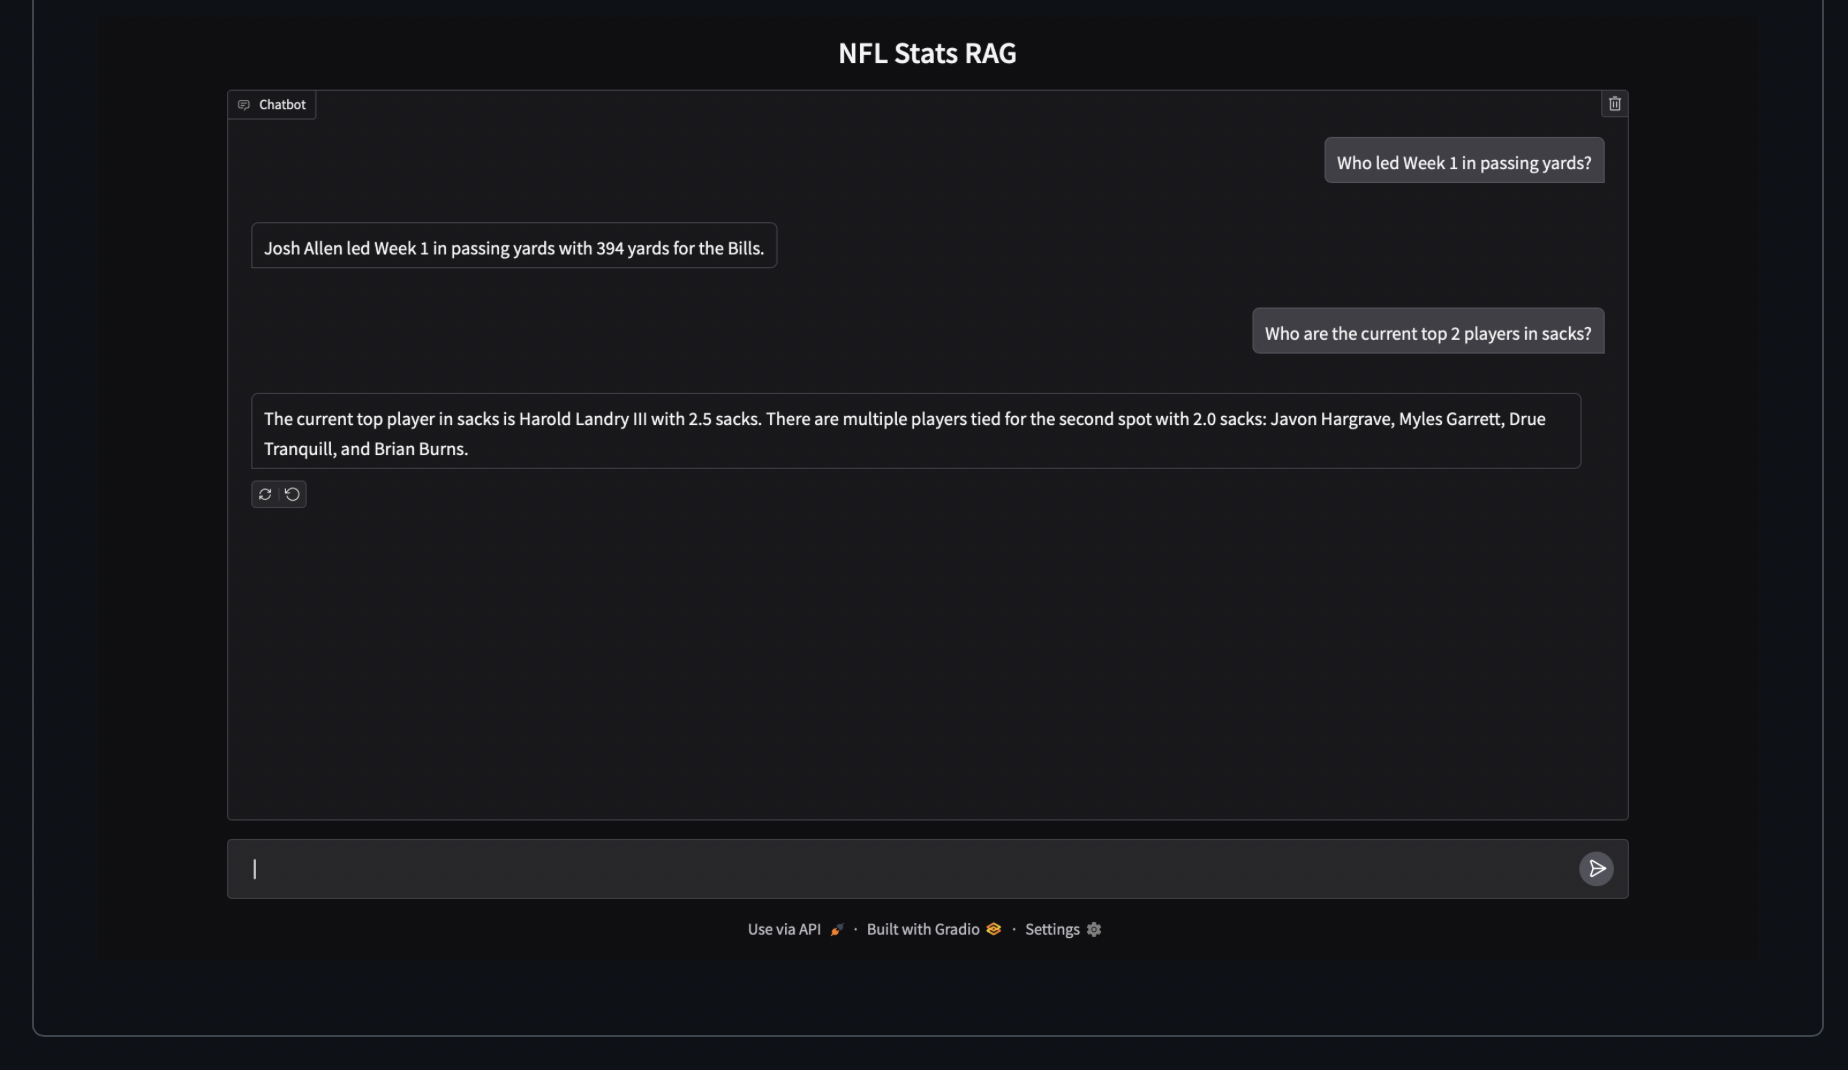 NFL Stats RAG
Chatbot
Who led Week 1 in passing yards?
Josh Allen led Week 1 in passing yards with 394 yards for the Bills.
Who are the current top 2 players in sacks?
The current top player in sacks is Harold Landry III with 2.5 sacks. There are multiple players tied for the second spot with 2.0 sacks: Javon Hargrave, Myles Garrett, Drue
Tranquill, and Brian Burns.
Use via API · Built with Gradio · Settings